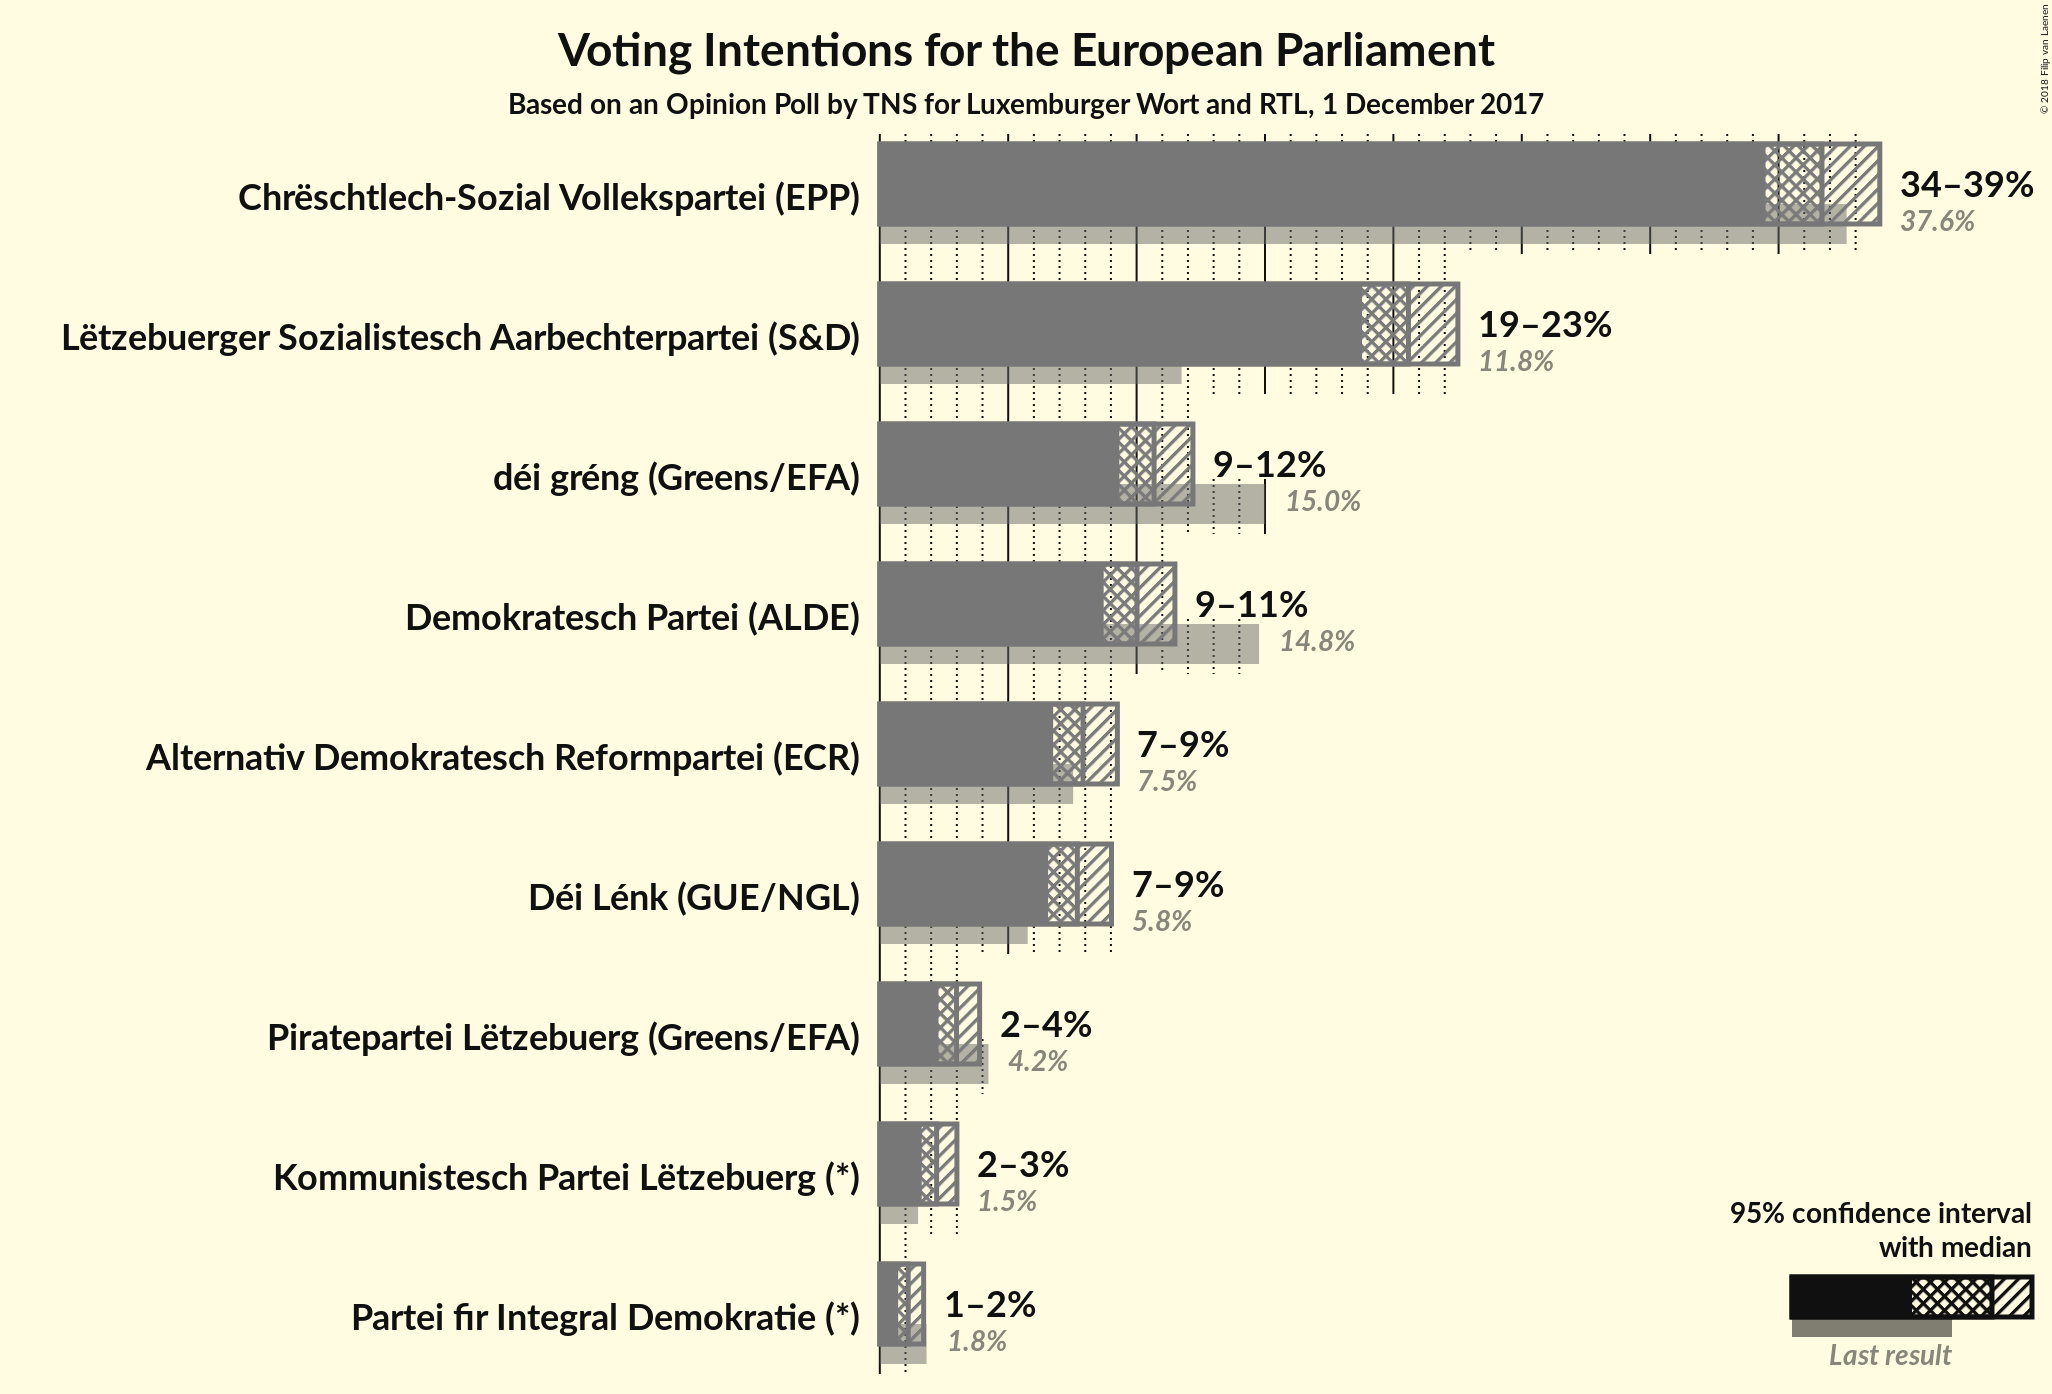 Voting Intentions for the European Parliament
Based on an Opinion Poll by TNS for Luxemburger Wort and RTL, 1 December 2017
© 2018 Filip van Laenen
Chrëschtlech-Sozial Vollekspartei (EPP)
34–39%
37.6%
Lëtzebuerger Sozialistesch Aarbechterpartei (S&D)
19–23%
11.8%
déi gréng (Greens/EFA)
9–12%
15.0%
Demokratesch Partei (ALDE)
9–11%
14.8%
Alternativ Demokratesch Reformpartei (ECR)
7–9%
7.5%
Déi Lénk (GUE/NGL)
7–9%
5.8%
Piratepartei Lëtzebuerg (Greens/EFA)
2–4%
4.2%
Kommunistesch Partei Lëtzebuerg (*)
2–3%
1.5%
Partei fir Integral Demokratie (*)
1–2%
1.8%
95% confidence interval
with median
Last result